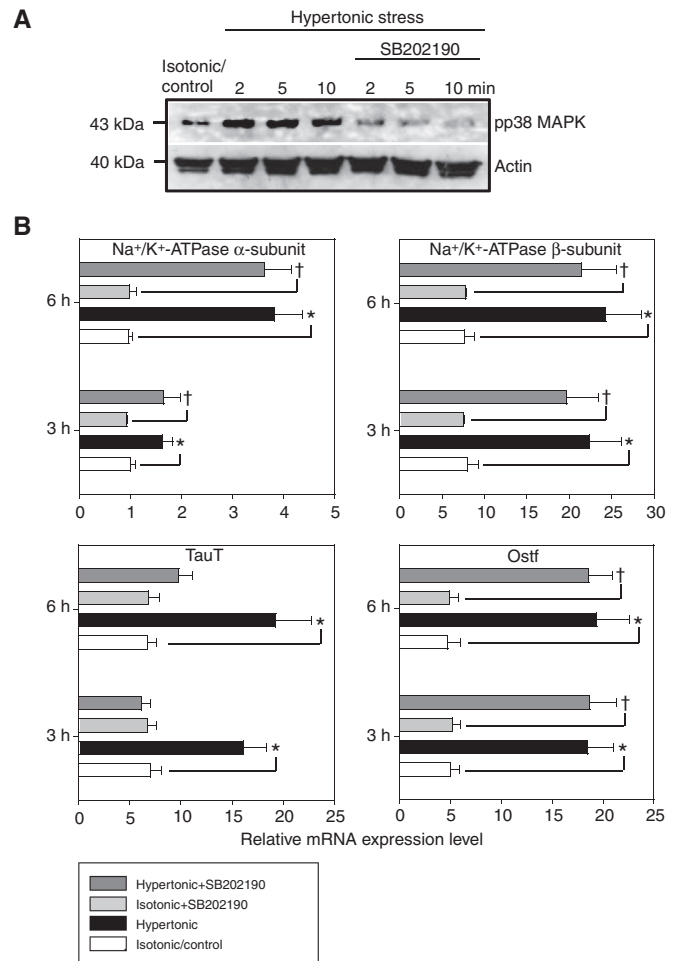 A
Hypertonic stress
SB202190
Isotonic/
control 2 5 10 2 5 10 min
43 kDa pp38 MAPK
40 kDa Actin
B
Na+/K+-ATPase α-subunit Na+/K+-ATPase β-subunit
† †
6 h 6 h
* *
† †
3 h 3 h
* *
0 1 2 3 4 5 0 5 10 15 20 25 30
TauT Ostf
†
6 h 6 h
* *
†
3 h 3 h
* *
0 5 10 15 20 25 0 5 10 15 20 25
Relative mRNA expression level
Hypertonic+SB202190
Isotonic+SB202190
Hypertonic
Isotonic/control